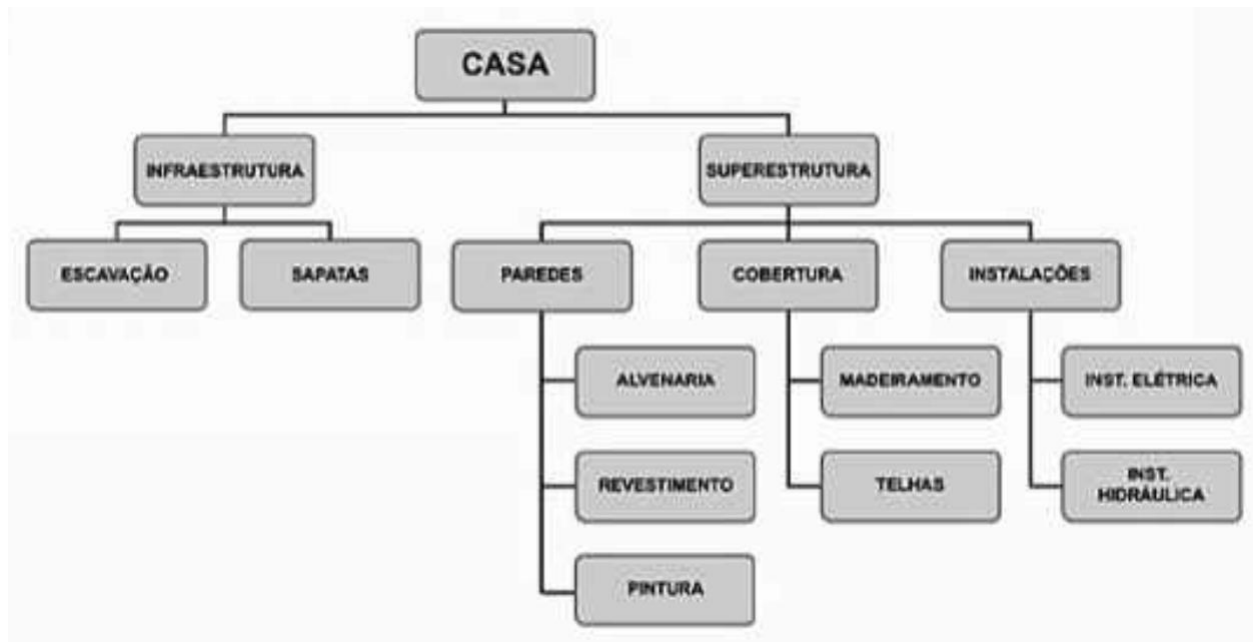 CASA
INFRAESTRUTURA
SUPERESTRUTURA
ESCAVAÇÃO
SAPATAS
PAREDES
COBERTURA
INSTALAÇÕES
ALVENARIA
MADEIRAMENTO
INST. ELÉTRICA
REVESTIMENTO
TELHAS
INST.
HIDRÁULICA
PINTURA